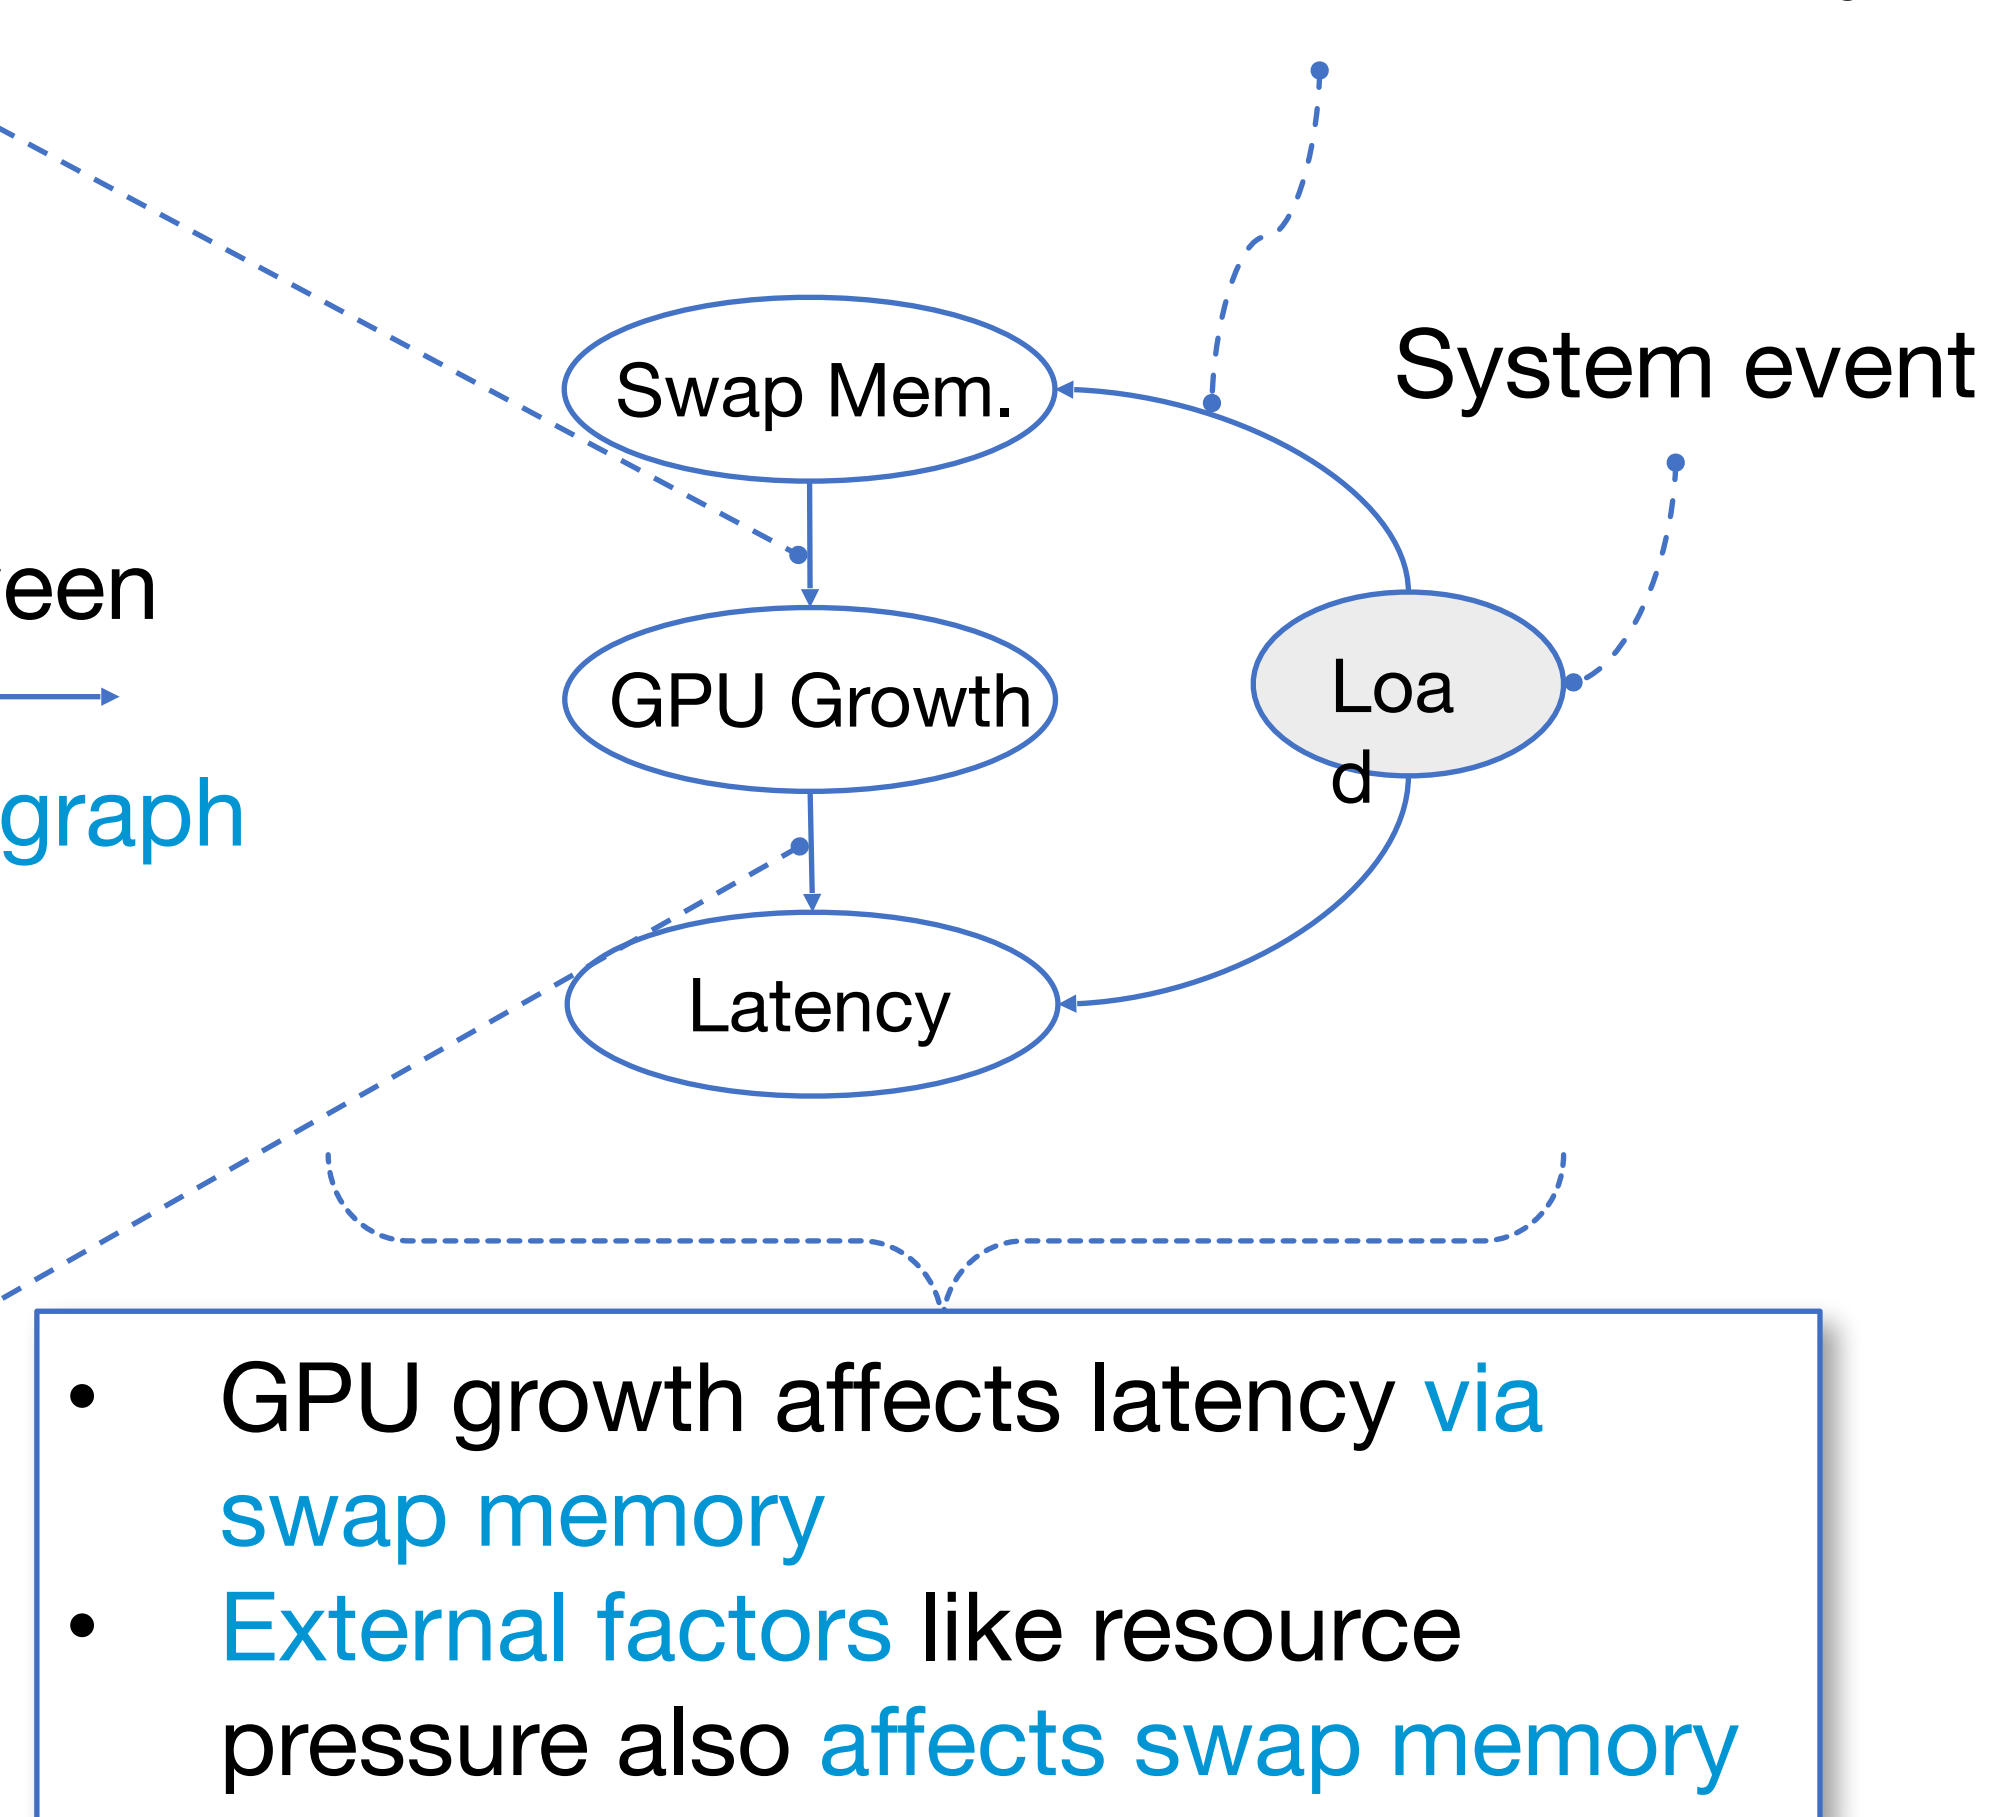 Swap Mem.
System event
een
GPU Growth
Loa
d
graph
Latency
• GPU growth affects latency via
swap memory
• External factors like resource
pressure also affects swap memory